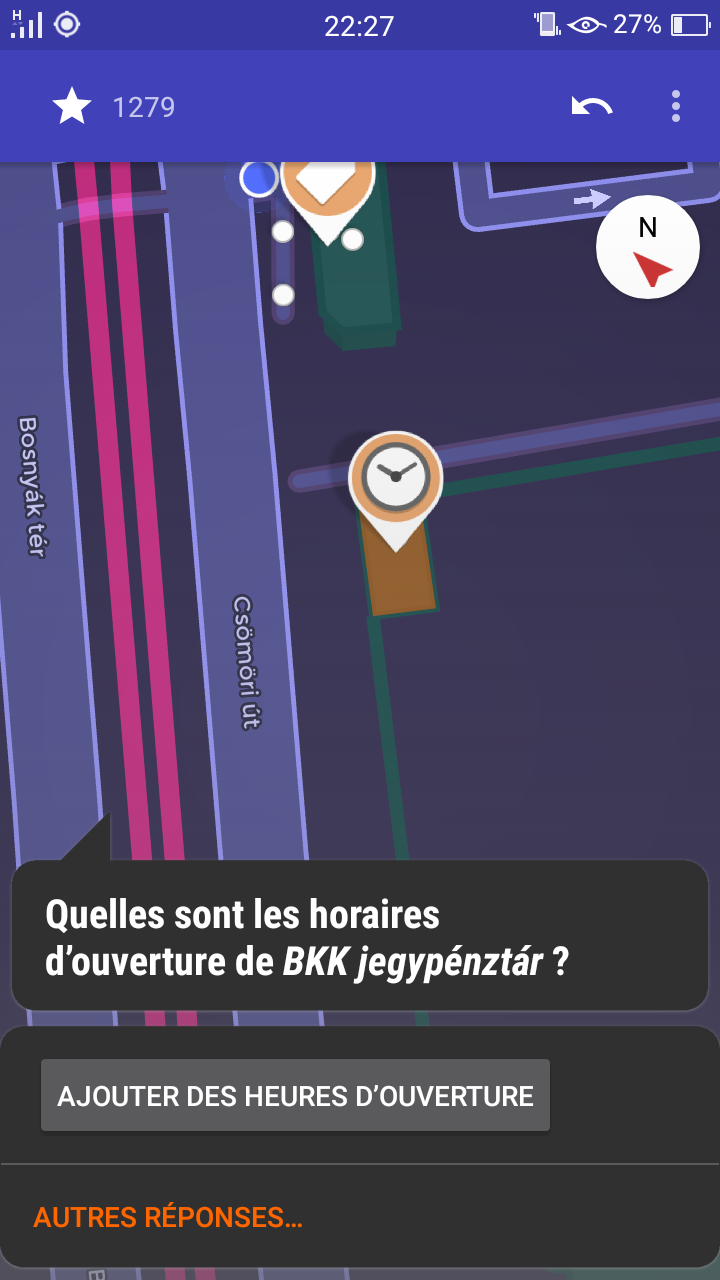 H
22:27
27%
1279
N
Bosnyák tér
Csömöri út
Quelles sont les horaires
d’ouverture de BKK jegypénztár ?
AJOUTER DES HEURES D’OUVERTURE
AUTRES RÉPONSES…